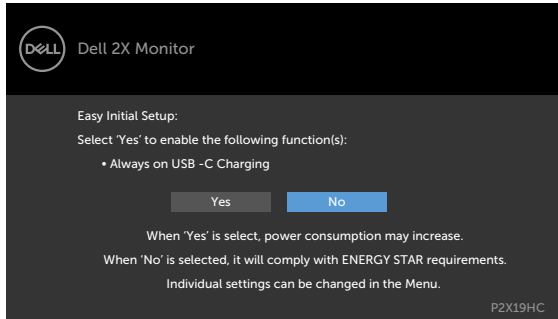 DELL
Dell 2X Monitor
Easy Initial Setup:
Select 'Yes' to enable the following function(s):
• Always on USB -C Charging
Yes
No
When 'Yes' is select, power consumption may increase.
When 'No' is selected, it will comply with ENERGY STAR requirements.
Individual settings can be changed in the Menu.
P2X19HC